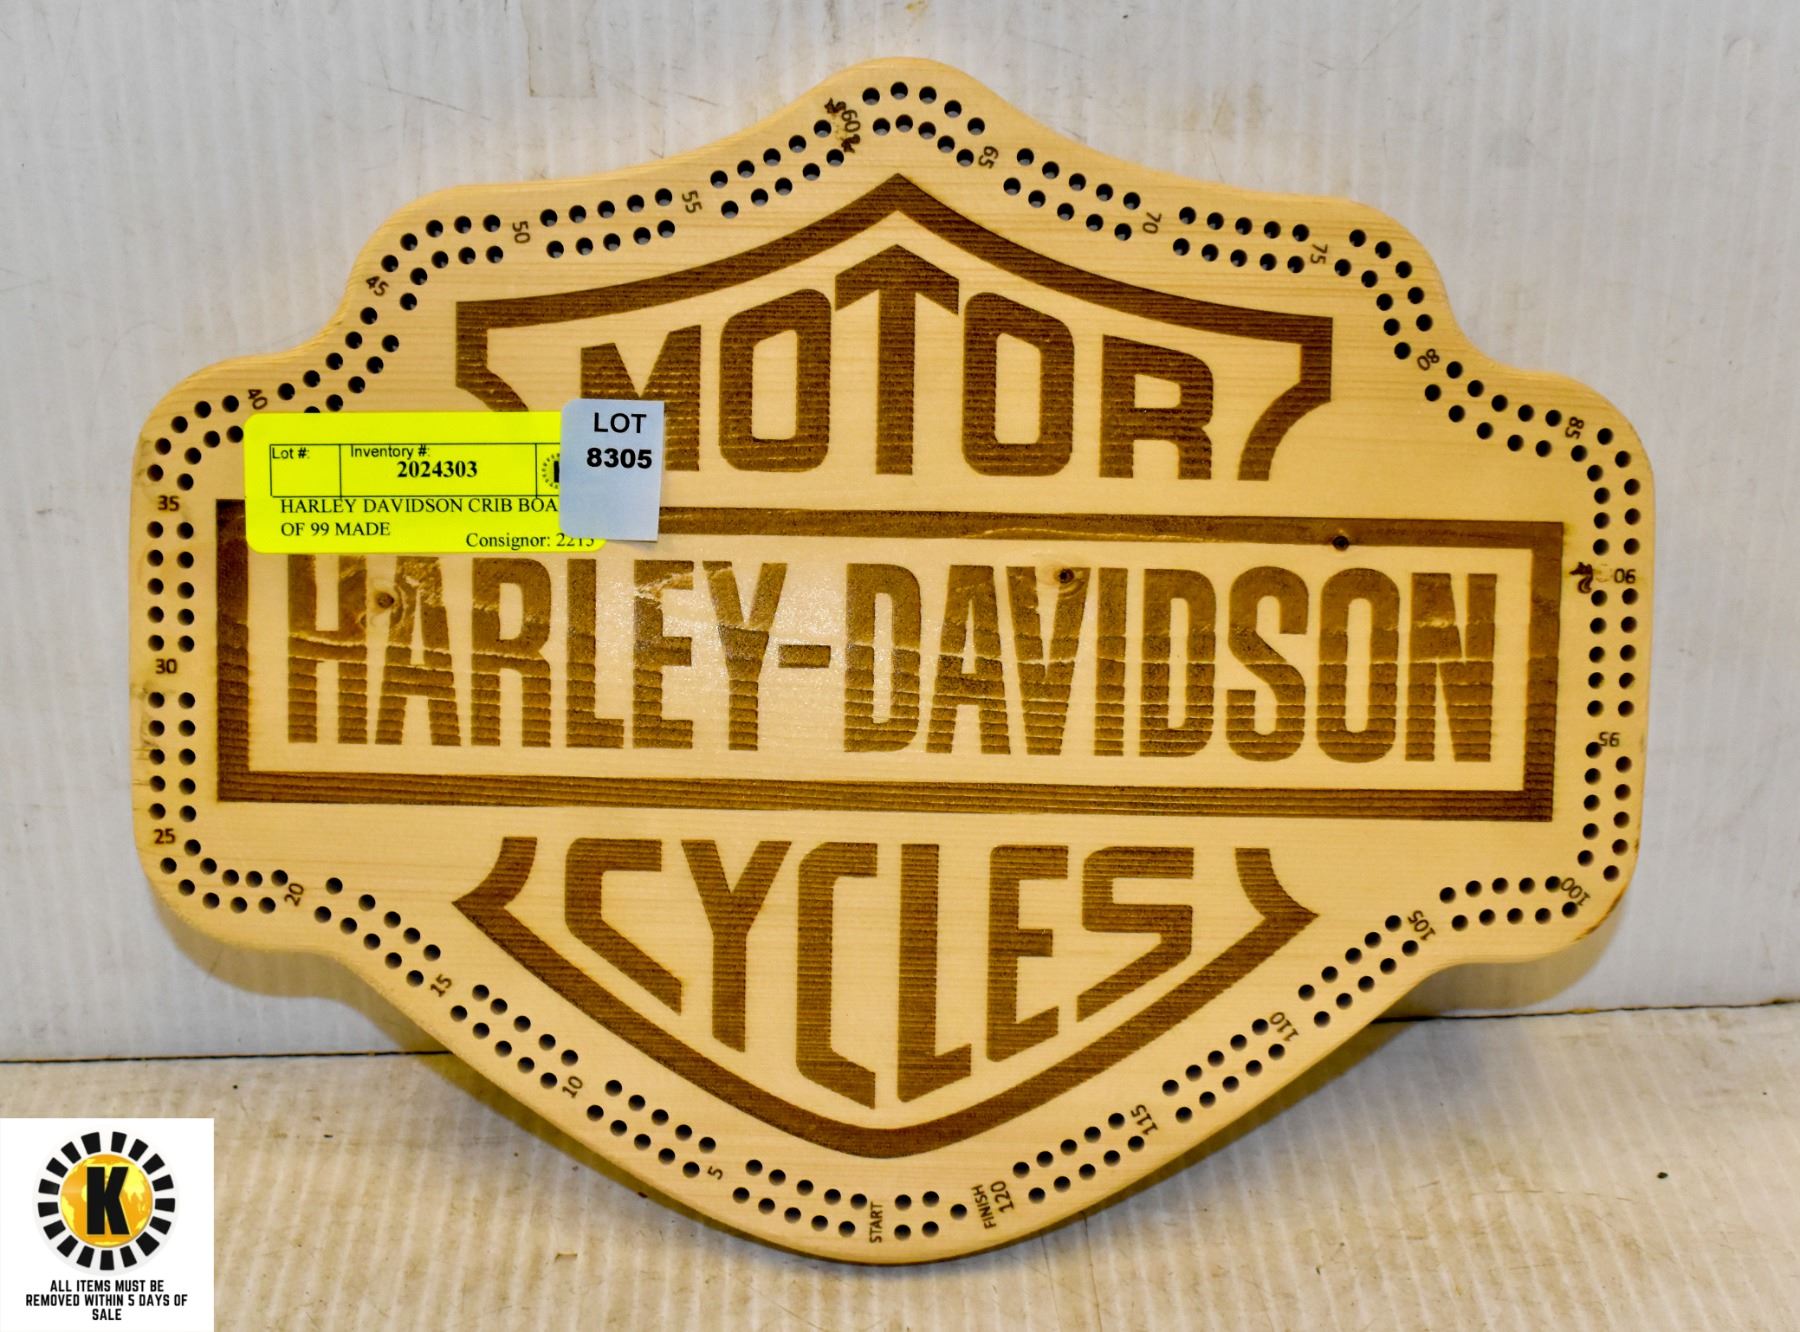 MOTOR
HARLEY-DAVIDSON
CYCLES
LOT
8305
Lot #:
Inventory #:
2024303
HARLEY DAVIDSON CRIB BOA
OF 99 MADE
Consignor: 2215
START
5
10
15
20
25
30
35
40
45
50
55
60
65
70
75
80
85
90
95
100
105
110
115
120
FINISH
K
ALL ITEMS MUST BE
REMOVED WITHIN 5 DAYS OF
SALE